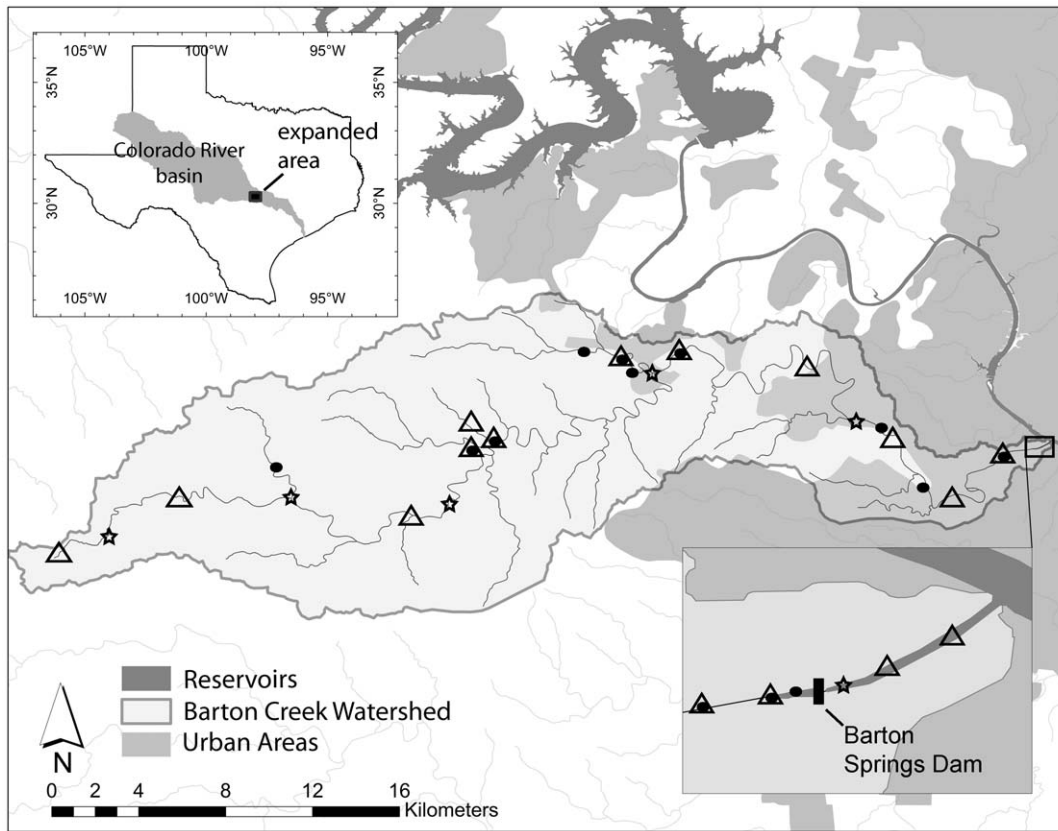 105°W
100°W
95°W
35°N
35°N
expanded
area
Colorado River
basin
30°N
30°N
105°W
100°W
95°W
Reservoirs
Barton Creek Watershed
Urban Areas
N
0 2 4 8 12 16
Kilometers
Barton
Springs Dam